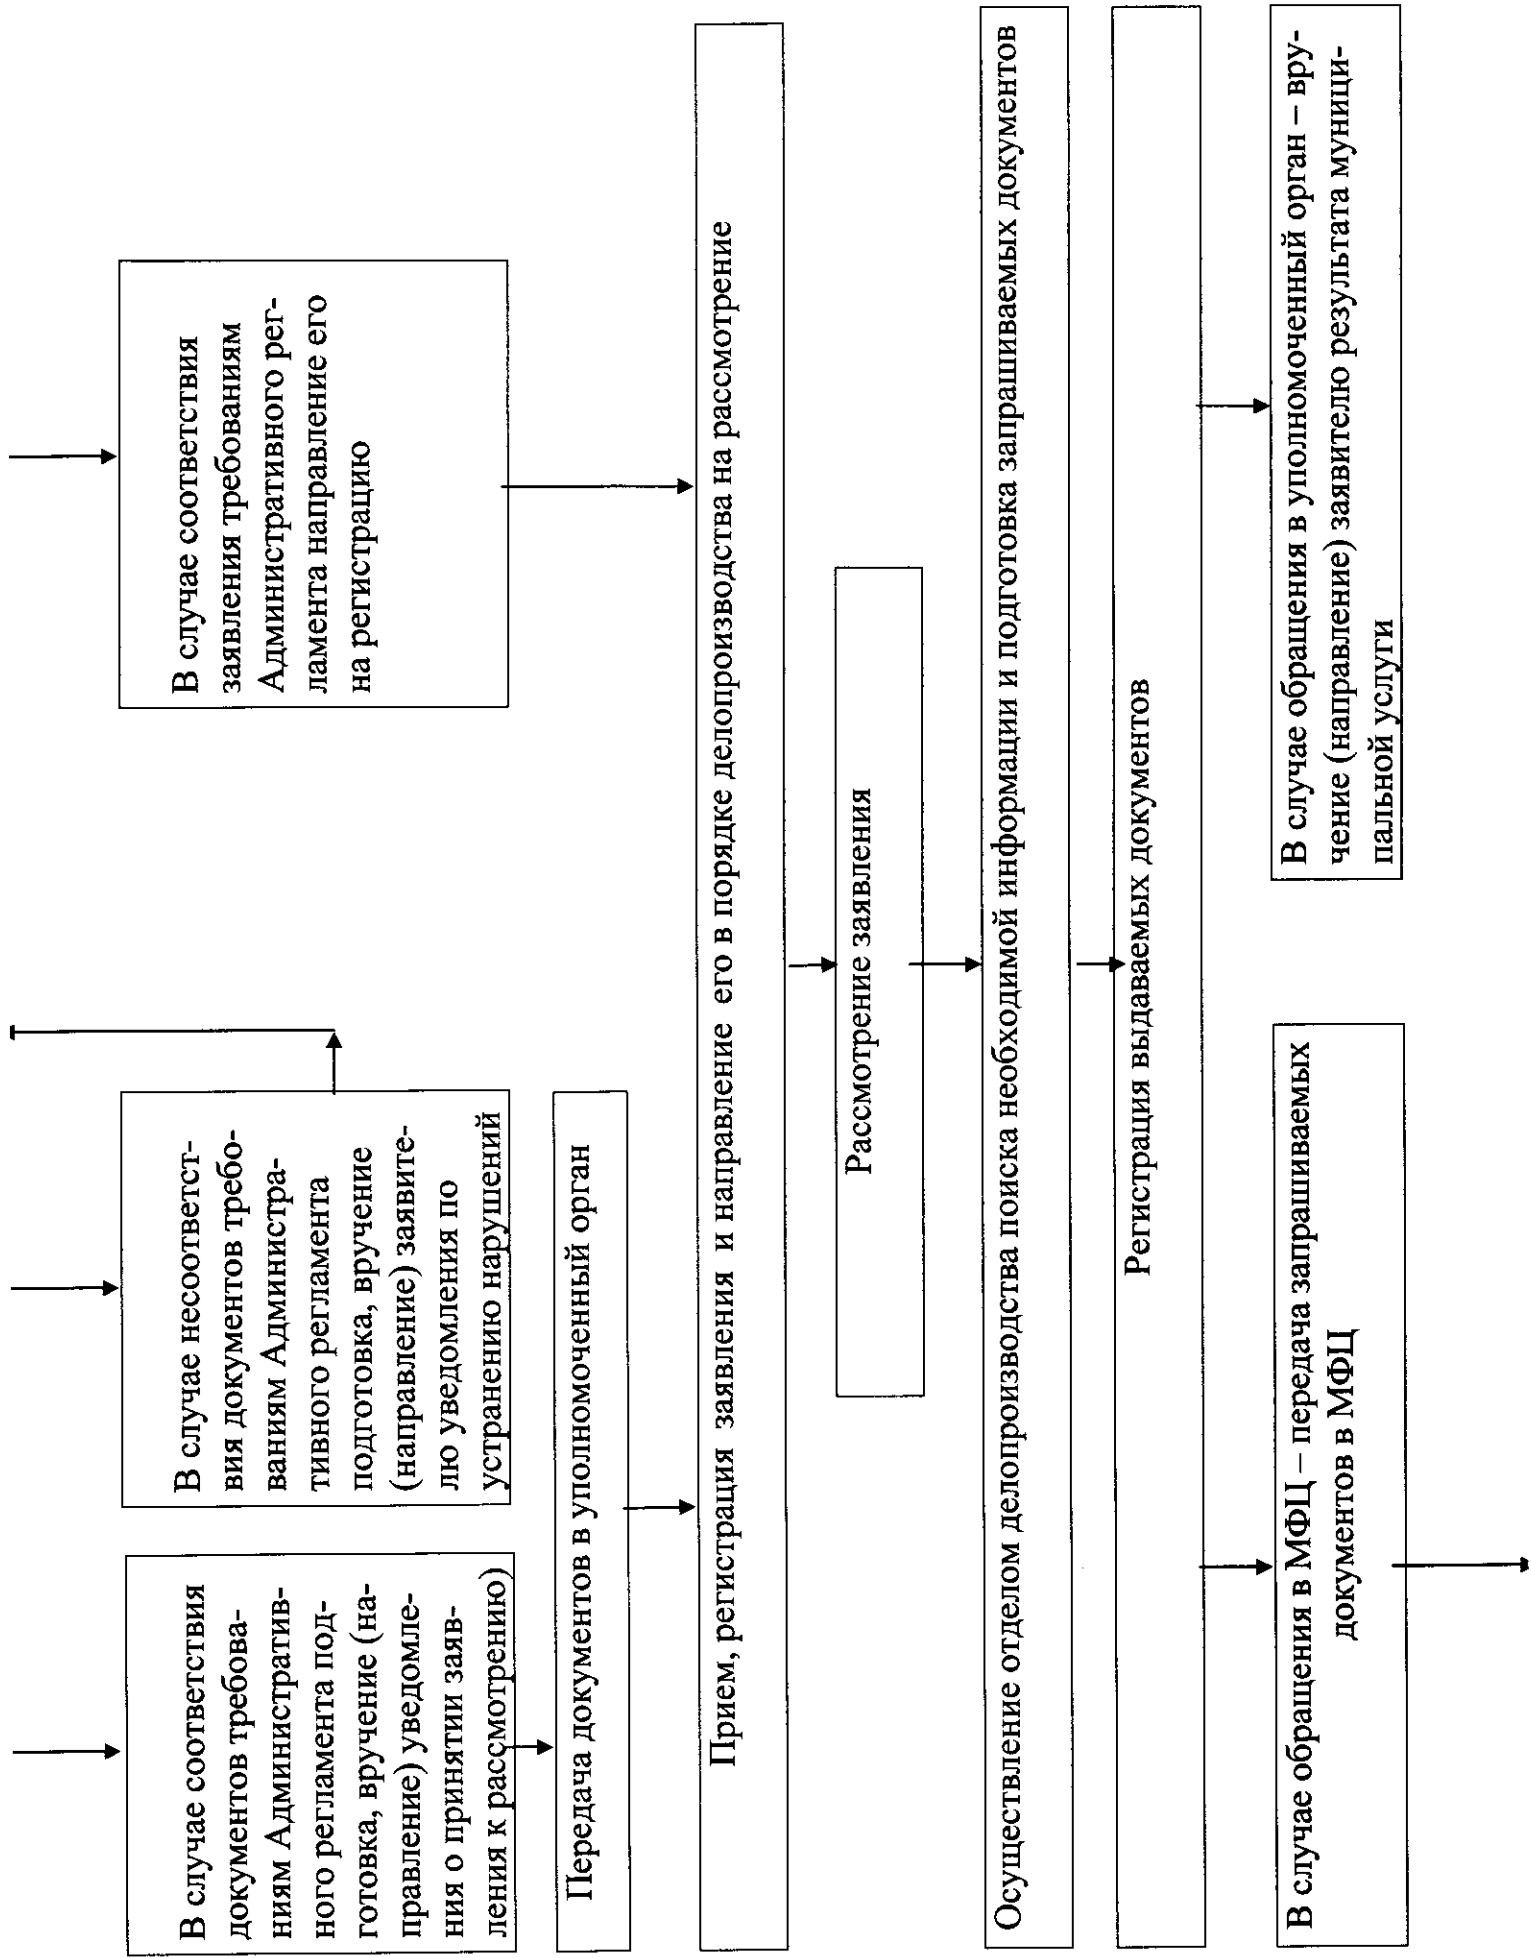 В случае соответствия
документов требова-
ниям Административ-
ного регламента под-
готовка, вручение (на-
правление) уведомле-
ния о принятии заяв-
ления к рассмотрению)
В случае несоответст-
вия документов требо-
ваниям Администра-
тивного регламента
подготовка, вручение
(направление) заявите-
лю уведомления по
устранению нарушений
В случае соответствия
заявления требованиям
Административного рег-
ламента направление его
на регистрацию
Передача документов в уполномоченный орган
Прием, регистрация заявления и направление его в порядке делопроизводства на рассмотрение
Рассмотрение заявления
Осуществление отделом делопроизводства поиска необходимой информации и подготовка запрашиваемых документов
Регистрация выдаваемых документов
В случае обращения в МФЦ – передача запрашиваемых
документов в МФЦ
В случае обращения в уполномоченный орган – вру-
чение (направление) заявителю результата муници-
пальной услуги